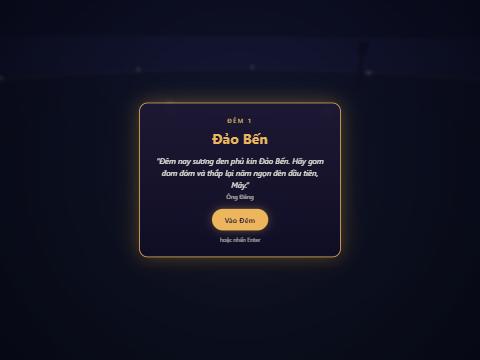 ĐÊM 1
Đảo Bến
"Đêm nay sương đen phủ kín Đảo Bến. Hãy gom
đom đóm và thắp lại năm ngọn đèn đầu tiên,
Mây."
Ông Đăng
Vào Đêm
hoặc nhấn Enter